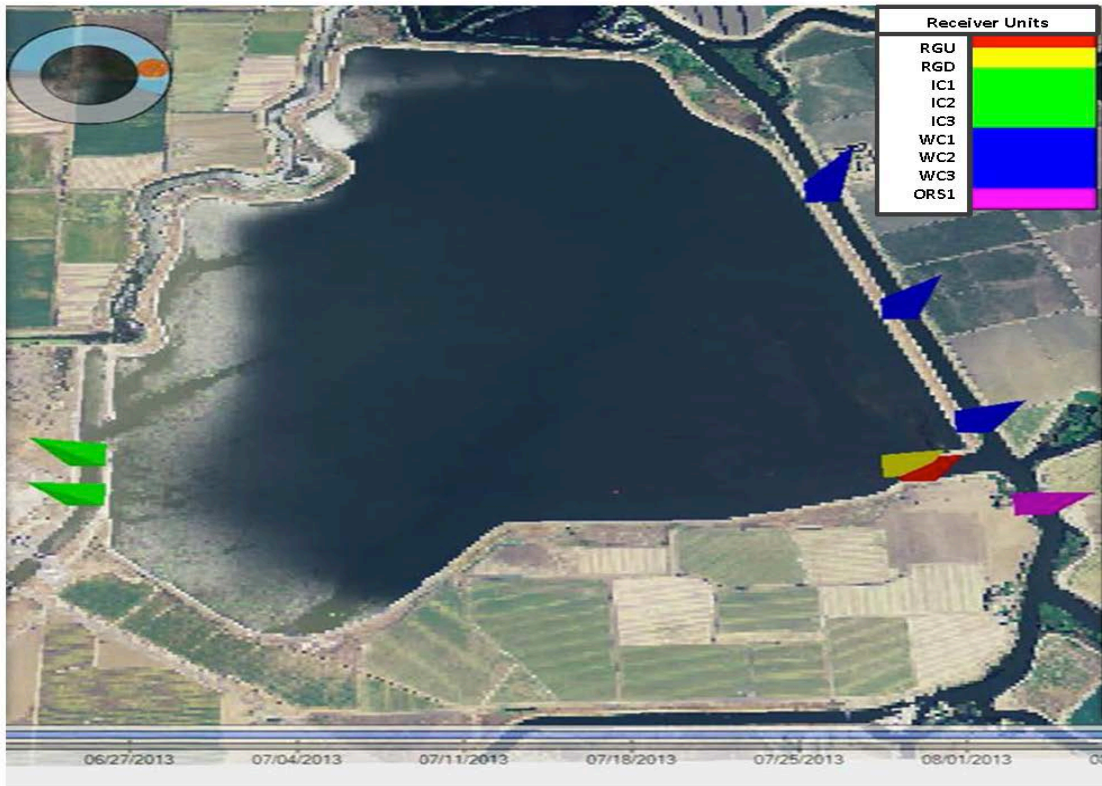 Receiver Units
RGU
RGD
IC1
IC2
IC3
WC1
WC2
WC3
ORS1
06/27/2013
07/04/2013
07/11/2013
07/18/2013
07/25/2013
08/01/2013